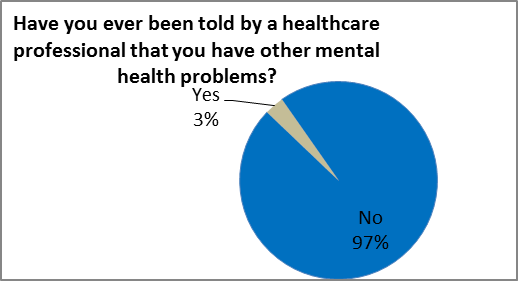 Have you ever been told by a healthcare
professional that you have other mental
health problems?
Yes
3%
No
97%